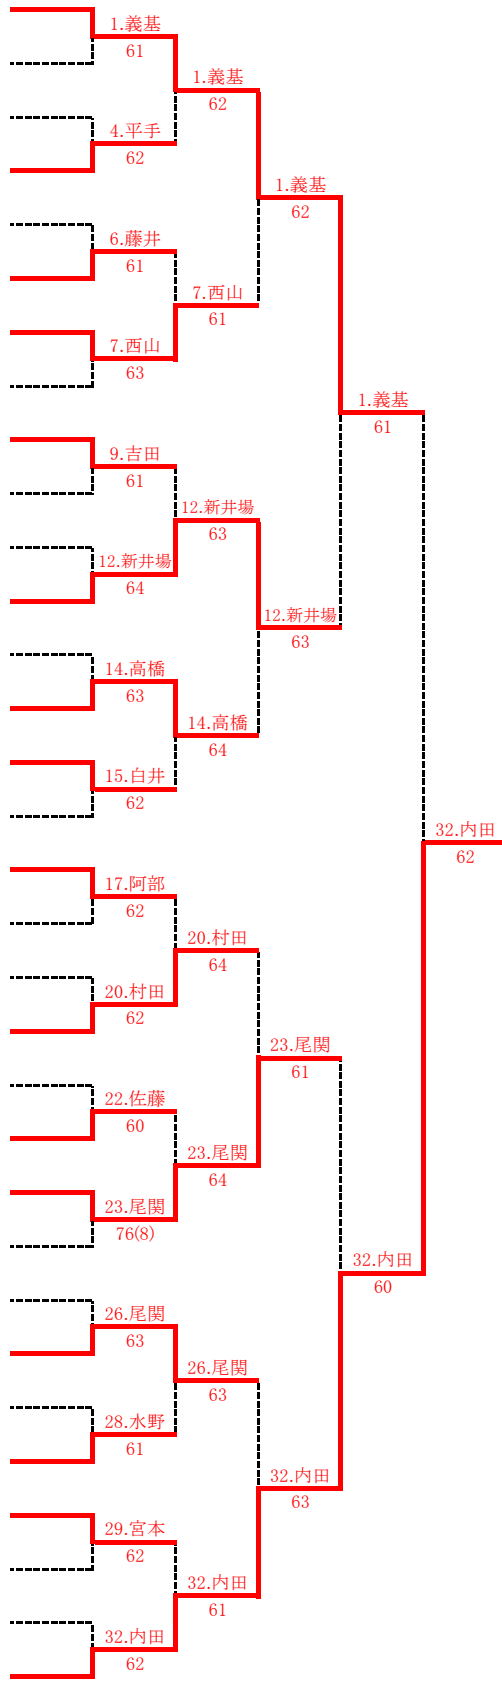 1.義基
61
1.義基
62
4.平手
62
1.義基
62
6.藤井
61
7.西山
61
7.西山
63
1.義基
61
9.吉田
61
12.新井場
63
12.新井場
64
12.新井場
63
14.高橋
63
14.高橋
64
15.白井
62
32.内田
62
17.阿部
62
20.村田
64
20.村田
62
23.尾関
61
22.佐藤
60
23.尾関
64
23.尾関
76(8)
32.内田
60
26.尾関
63
26.尾関
63
28.水野
61
32.内田
63
29.宮本
62
32.内田
61
32.内田
62